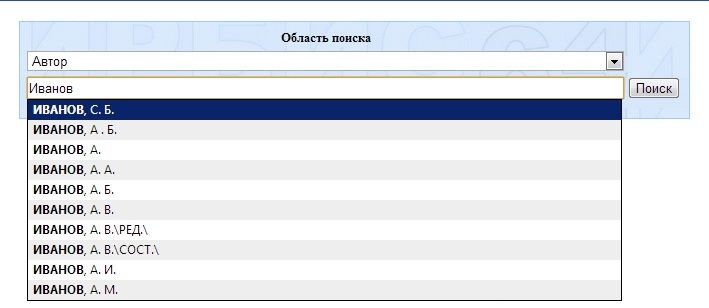 Область поиска
Автор
Иванов
Поиск
ИВАНОВ, С. Б.
ИВАНОВ, А . Б.
ИВАНОВ, А.
ИВАНОВ, А. А.
ИВАНОВ, А. Б.
ИВАНОВ, А. В.
ИВАНОВ, А. В.\РЕД.\
ИВАНОВ, А. В.\СОСТ.\
ИВАНОВ, А. И.
ИВАНОВ, А. М.